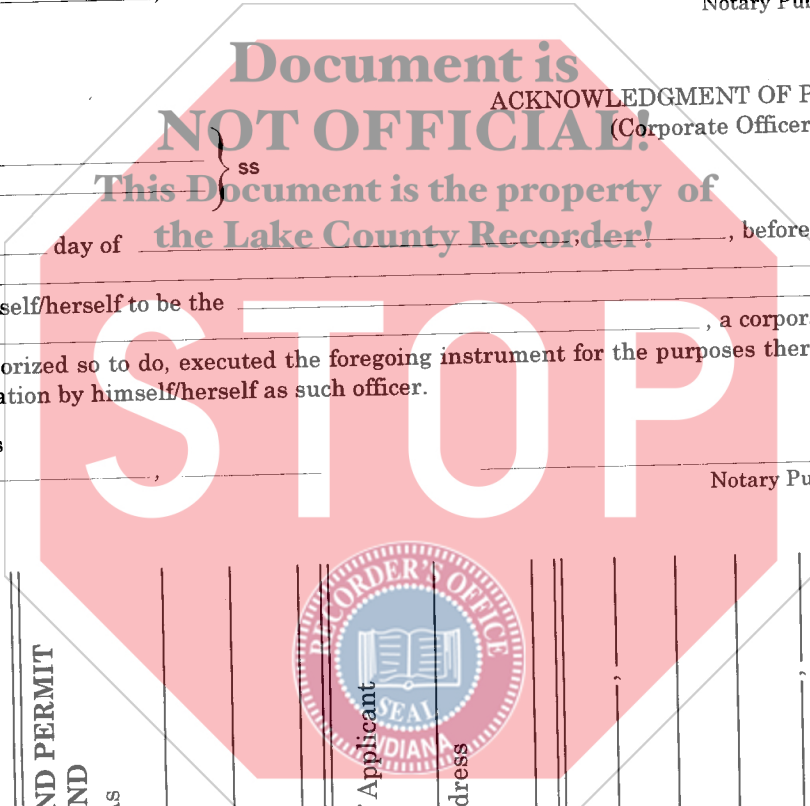 Notary Pu
Document is
NOT OFFICIAL!
This Document is the property of
the Lake County Recorder!
ACKNOWLEDGMENT OF
(Corporate Officer
ss
day of , , before
self/herself to be the
, a corpor
orized so to do, executed the foregoing instrument for the purposes ther
ation by himself/herself as such officer.
s
,
Notary Pu
STOP
RECORDER'S OFFICE
SEAL
INDIANA
ND PERMIT
ND
AS
Applicant
dress